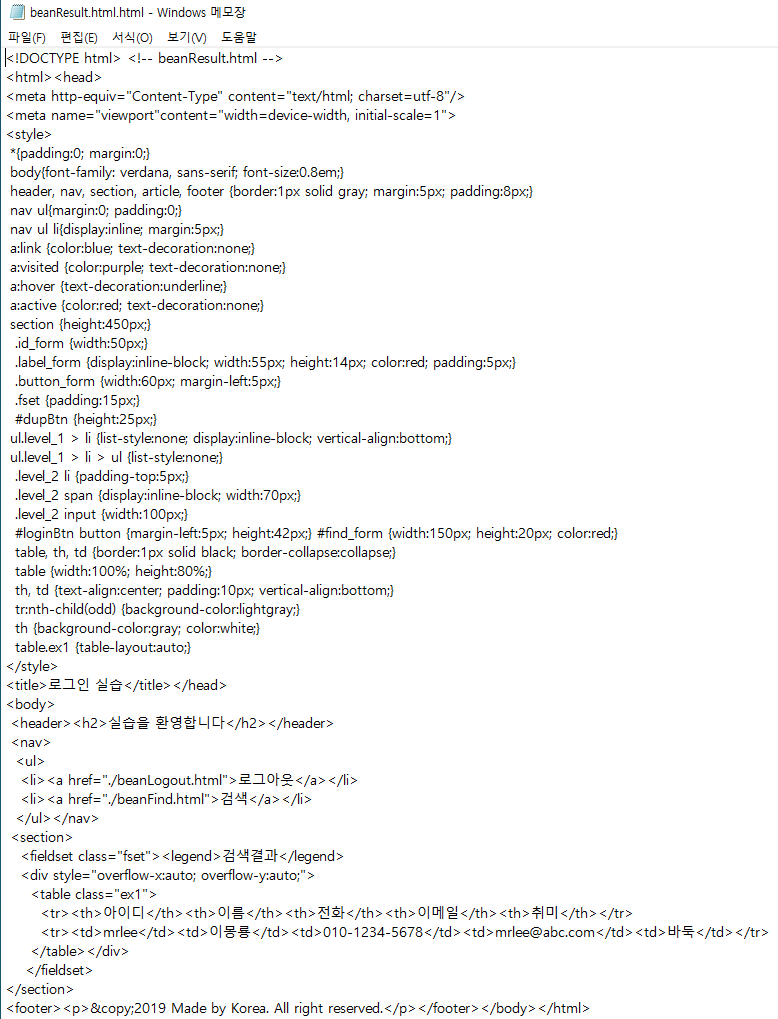 beanResult.html.html - Windows 메모장
파일(F) 편집(E) 서식(O) 보기(V) 도움말
<!DOCTYPE html> <!-- beanResult.html -->
<html><head>
<meta http-equiv="Content-Type" content="text/html; charset=utf-8"/>
<meta name="viewport"content="width=device-width, initial-scale=1">
<style>
*{padding:0; margin:0;}
body{font-family: verdana, sans-serif; font-size:0.8em;}
header, nav, section, article, footer {border:1px solid gray; margin:5px; padding:8px;}
nav ul{margin:0; padding:0;}
nav ul li{display:inline; margin:5px;}
a:link {color:blue; text-decoration:none;}
a:visited {color:purple; text-decoration:none;}
a:hover {text-decoration:underline;}
a:active {color:red; text-decoration:none;}
section {height:450px;}
.id_form {width:50px;}
.label_form {display:inline-block; width:55px; height:14px; color:red; padding:5px;}
.button_form {width:60px; margin-left:5px;}
.fset {padding:15px;}
#dupBtn {height:25px;}
ul.level_1 > li {list-style:none; display:inline-block; vertical-align:bottom;}
ul.level_1 > li > ul {list-style:none;}
.level_2 li {padding-top:5px;}
.level_2 span {display:inline-block; width:70px;}
.level_2 input {width:100px;}
#loginBtn button {margin-left:5px; height:42px;} #find_form {width:150px; height:20px; color:red;}
table, th, td {border:1px solid black; border-collapse:collapse;}
table {width:100%; height:80%;}
th, td {text-align:center; padding:10px; vertical-align:bottom;}
tr:nth-child(odd) {background-color:lightgray;}
th {background-color:gray; color:white;}
table.ex1 {table-layout:auto;}
</style>
<title>로그인 실습</title></head>
<body>
<header><h2>실습을 환영합니다</h2></header>
<nav>
<ul>
<li><a href="./beanLogout.html">로그아웃</a></li>
<li><a href="./beanFind.html">검색</a></li>
</ul></nav>
<section>
<fieldset class="fset"><legend>검색결과</legend>
<div style="overflow-x:auto; overflow-y:auto;">
<table class="ex1">
<tr><th>아이디</th><th>이름</th><th>전화</th><th>이메일</th><th>취미</th></tr>
<tr><td>mrlee</td><td>이몽룡</td><td>010-1234-5678</td><td>mrlee@abc.com</td><td>바둑</td></tr>
</table></div>
</fieldset>
</section>
<footer><p>&copy;2019 Made by Korea. All right reserved.</p></footer></body></html>